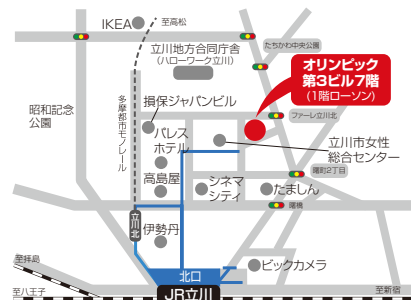 IKEA
至高松
立川地方合同庁舎
(ハローワーク立川)
たちかわ中央公園
オリンピック
第3ビル7階
(1階ローソン)
昭和記念
公園
多摩都市モノレール
損保ジャパンビル
ファーレ立川北
パレス
ホテル
立川市女性
総合センター
曙町2丁目
高島屋
シネマ
シティ
たましん
曙橋
立川北
伊勢丹
至拝島
ビックカメラ
北口
至八王子
JR立川
至新宿